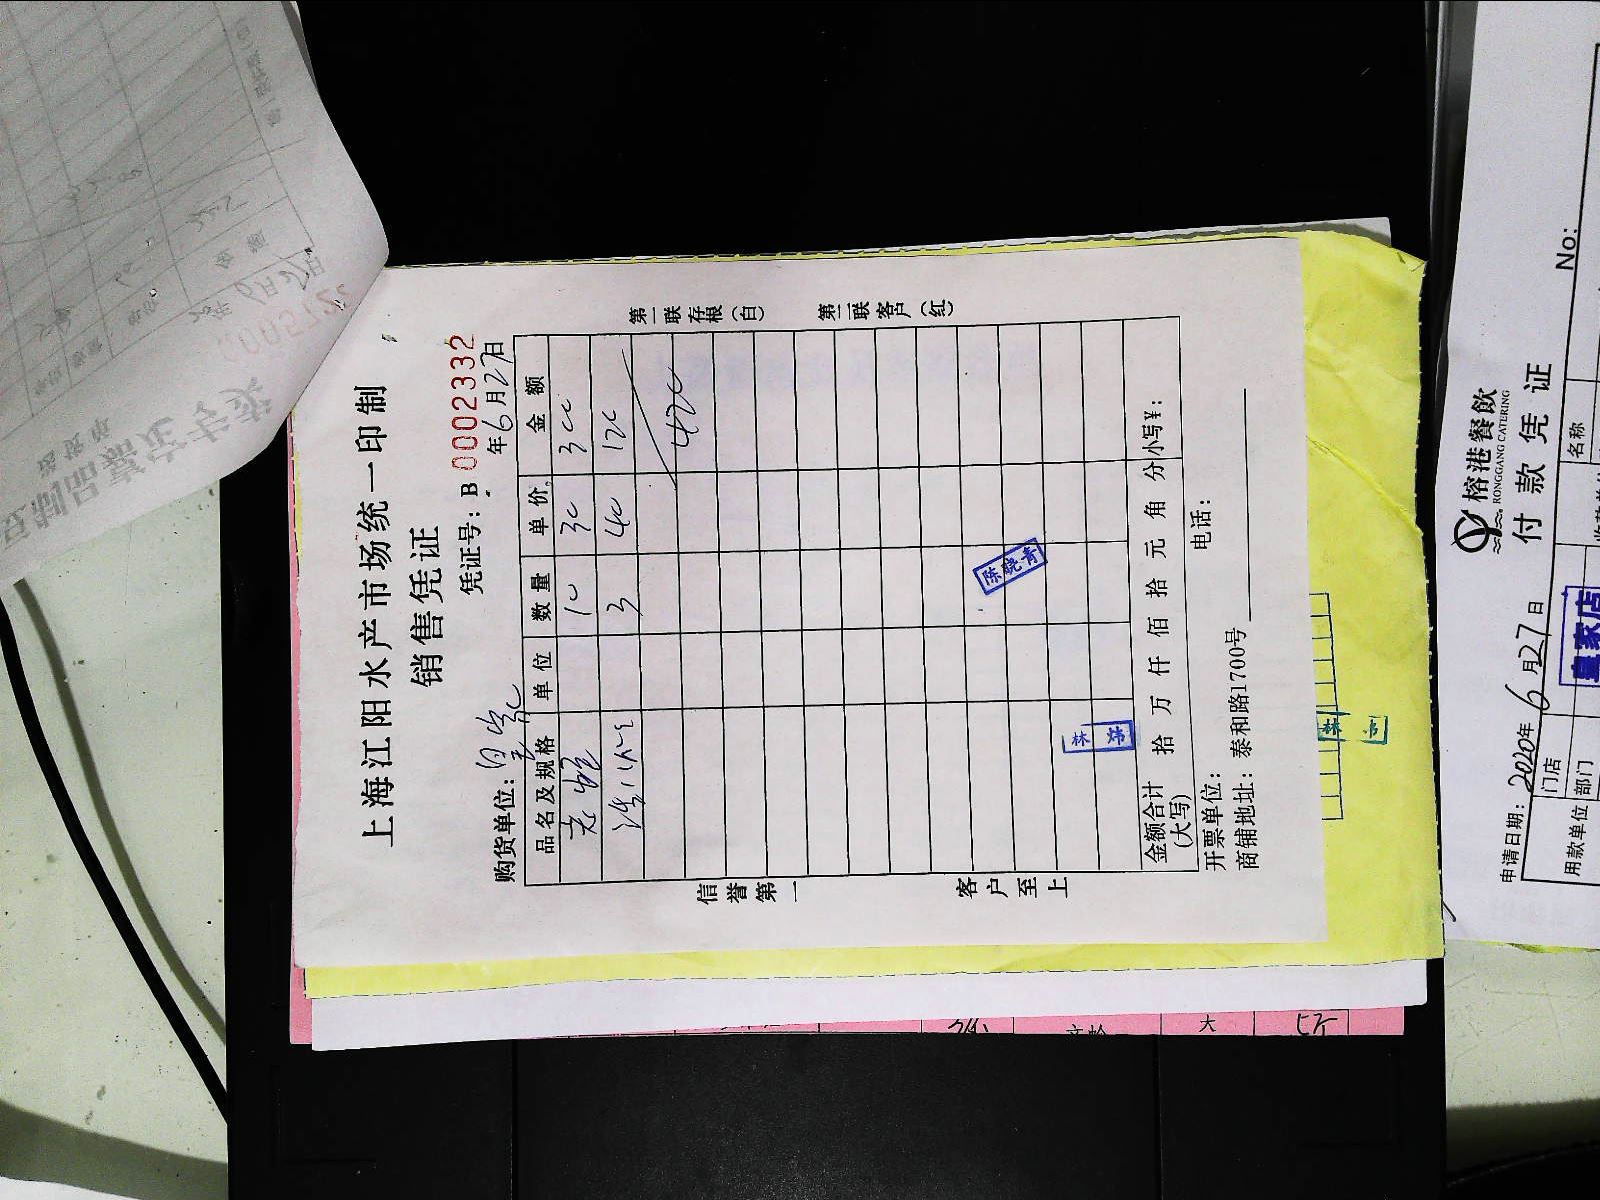 上海江阳水产市场统一印制
销售凭证
凭证号：B 0002332
购货单位：皇家 年6月27日
品名及规格 单位 数量 单价 金额
10 30 300
3 40 120
420
陈晓青
林 炜
金额合计(大写) 拾 万 仟 佰 拾 元 角 分 小写¥：
开票单位： 电话：
商铺地址：泰和路1700号
信誉第一 客户至上
第一联存根（白） 第二联客户（红）
榕港餐飲
RONGGANG CATERING
付款凭证
No:
申请日期：2020年6月27日
用款单位 门店 皇家店
部门
名称
大